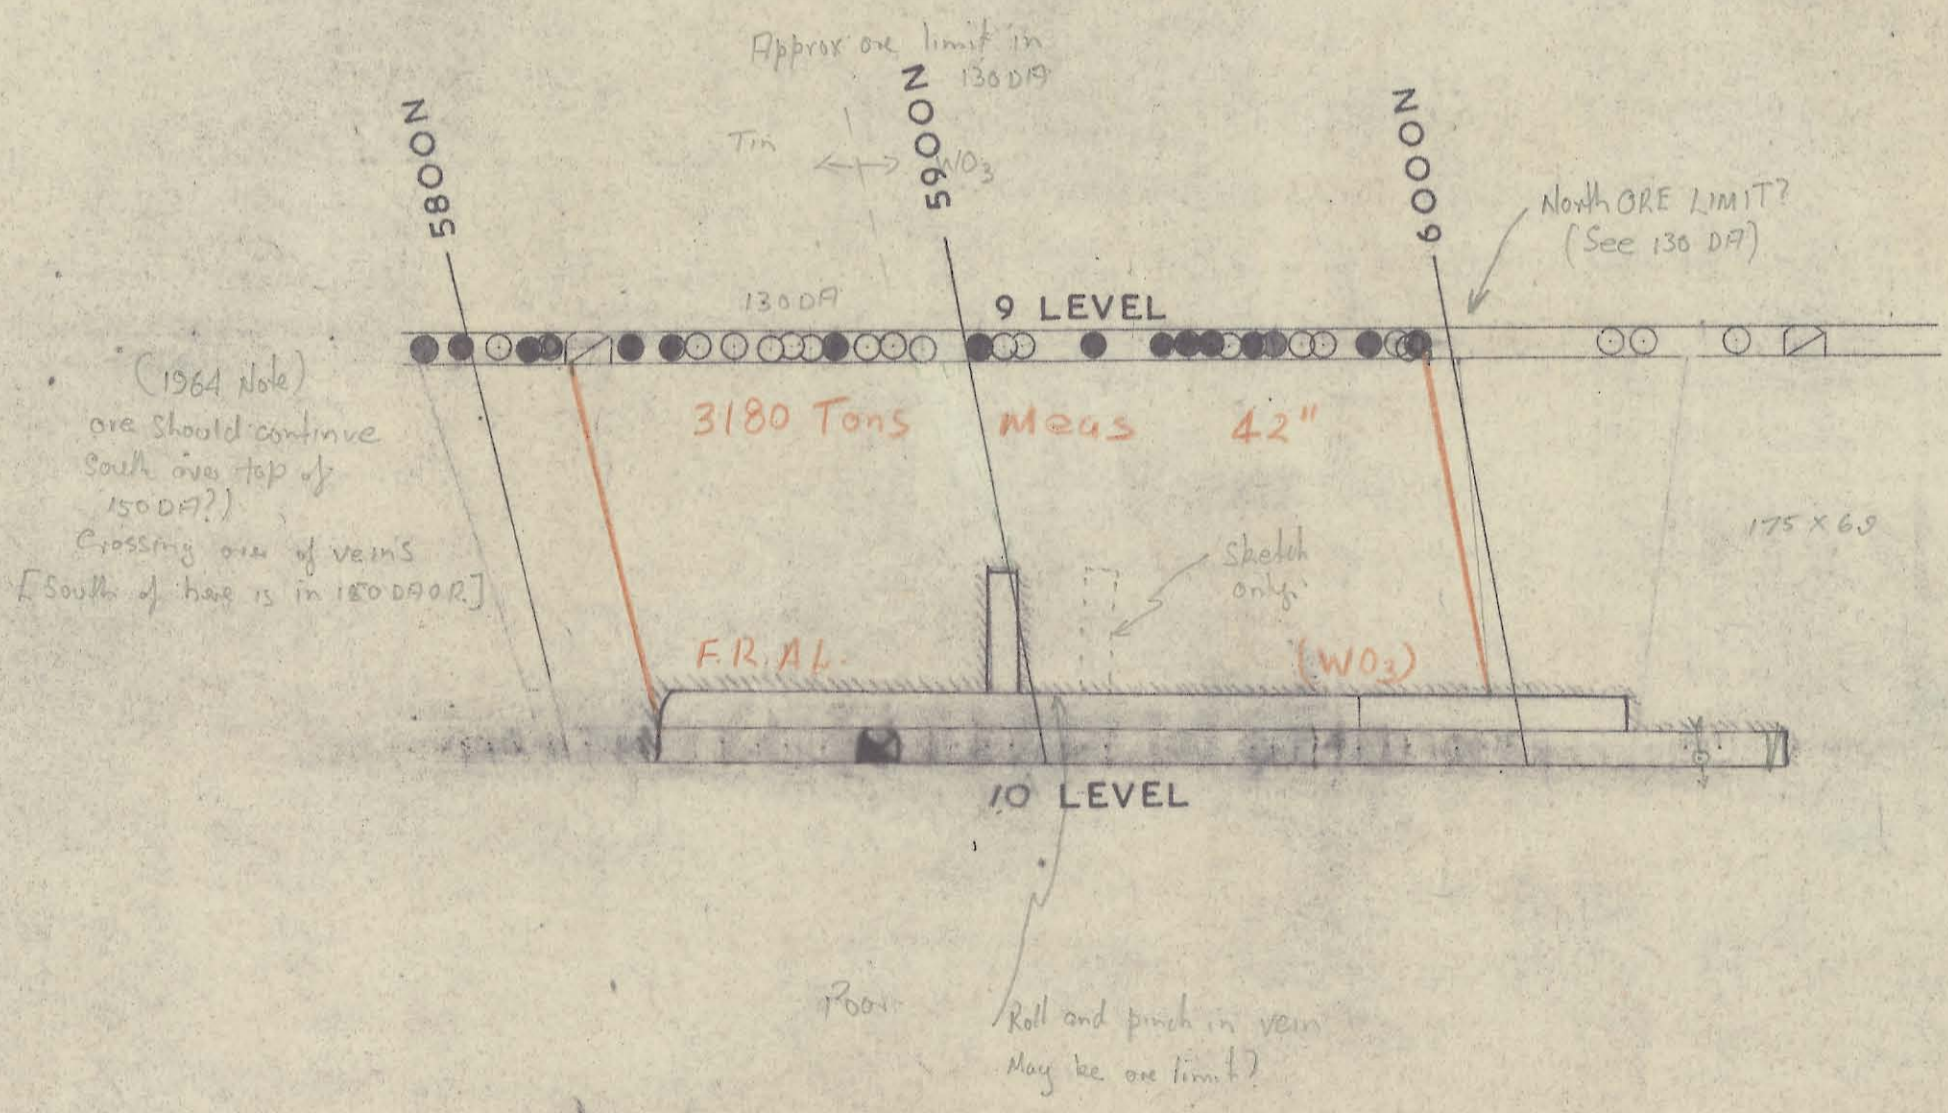 Approx ore limit in
130 DA
5800N
5900N
6000N
Tin
WO3
North ORE LIMIT?
(See 130 DA)
130 DA
9 LEVEL
(1964 Note)
ore should continue
South over top of
150 DA?)
Crossing over of veins
[South of here is in 150 DAOR.]
3180 Tons Meas 42"
175 X 69
Sketch
only.
F.R.AL.
(WO3)
10 LEVEL
Poor
Roll and pinch in vein
May be ore limit?